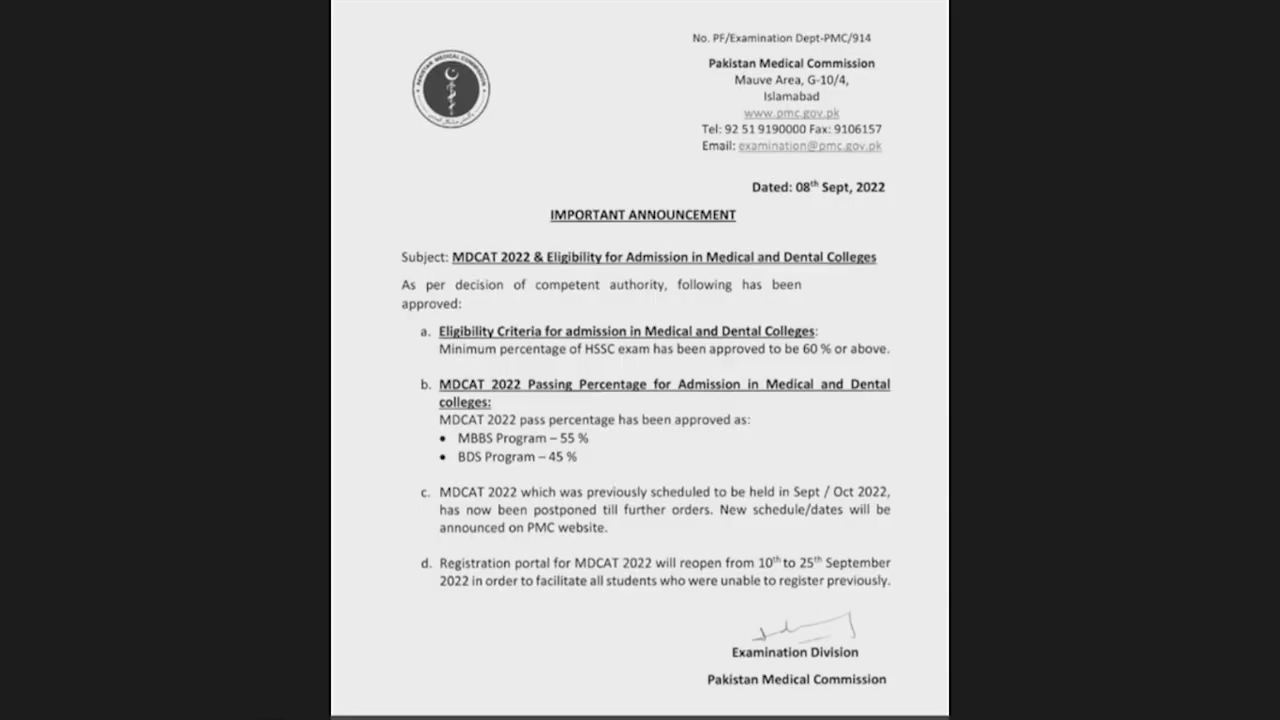 No. PF/Examination Dept-PMC/914
PAKISTAN MEDICAL COMMISSION
Pakistan Medical Commission
Mauve Area, G-10/4,
Islamabad
www.pmc.gov.pk
Tel: 92 51 9190000 Fax: 9106157
Email: examination@pmc.gov.pk
Dated: 08th Sept, 2022
IMPORTANT ANNOUNCEMENT
Subject: MDCAT 2022 & Eligibility for Admission in Medical and Dental Colleges
As per decision of competent authority, following has been
approved:
a. Eligibility Criteria for admission in Medical and Dental Colleges:
Minimum percentage of HSSC exam has been approved to be 60 % or above.
b. MDCAT 2022 Passing Percentage for Admission in Medical and Dental
colleges:
MDCAT 2022 pass percentage has been approved as:
• MBBS Program – 55 %
• BDS Program – 45 %
c. MDCAT 2022 which was previously scheduled to be held in Sept / Oct 2022,
has now been postponed till further orders. New schedule/dates will be
announced on PMC website.
d. Registration portal for MDCAT 2022 will reopen from 10th to 25th September
2022 in order to facilitate all students who were unable to register previously.
Examination Division
Pakistan Medical Commission